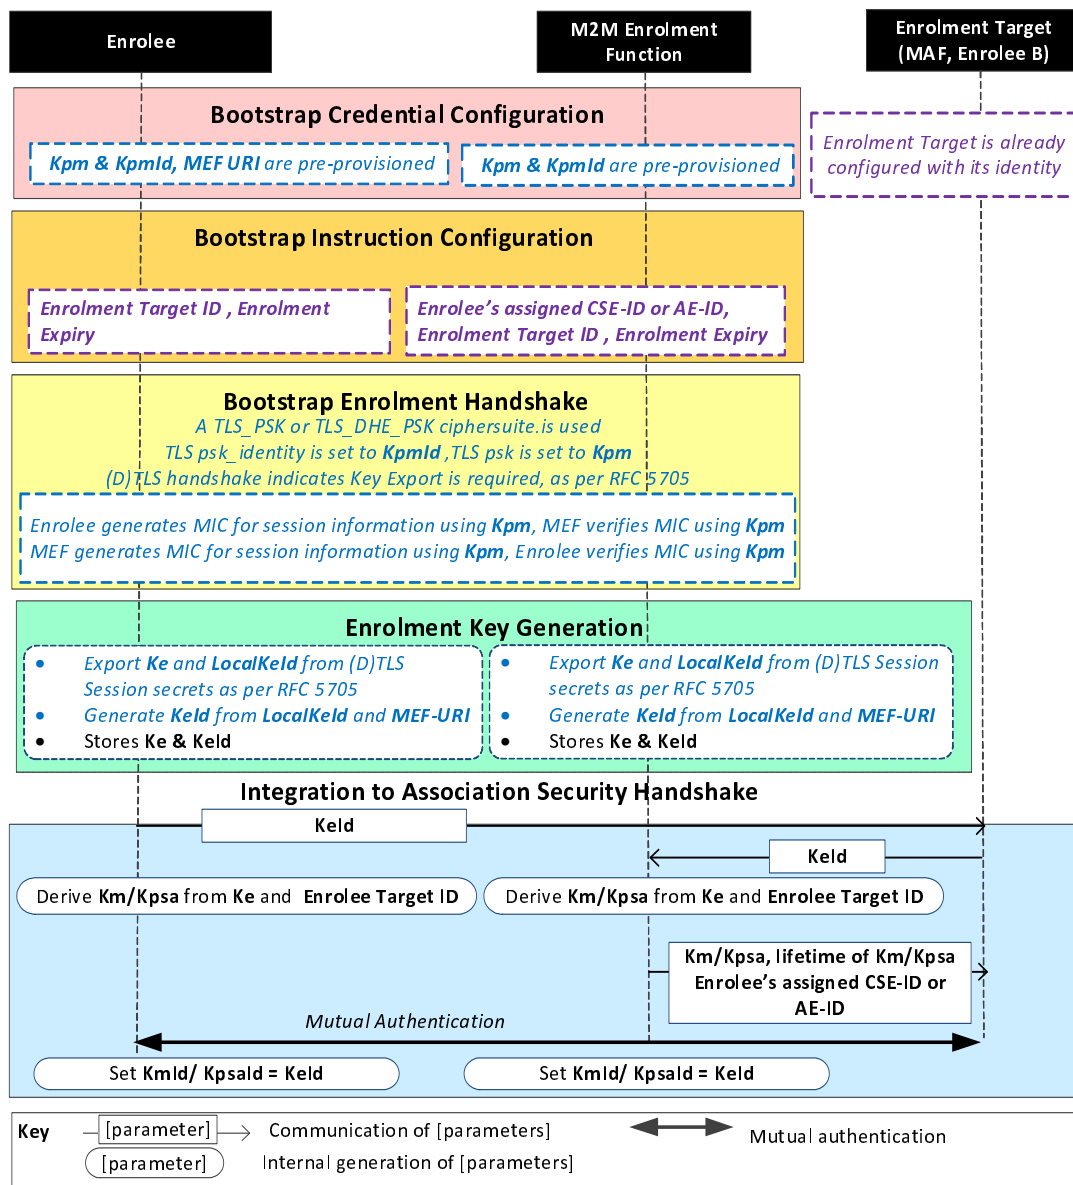 Enrolee
M2M Enrolment
Function
Enrolment Target
(MAF, Enrolee B)
Bootstrap Credential Configuration
Kpm & KpmId, MEF URI are pre-provisioned
Kpm & KpmId are pre-provisioned
Enrolment Target is already
configured with its identity
Bootstrap Instruction Configuration
Enrolment Target ID , Enrolment
Expiry
Enrolee's assigned CSE-ID or AE-ID,
Enrolment Target ID , Enrolment Expiry
Bootstrap Enrolment Handshake
A TLS_PSK or TLS_DHE_PSK ciphersuite.is used
TLS psk_identity is set to KpmId ,TLS psk is set to Kpm
(D)TLS handshake indicates Key Export is required, as per RFC 5705
Enrolee generates MIC for session information using Kpm, MEF verifies MIC using Kpm
MEF generates MIC for session information using Kpm, Enrolee verifies MIC using Kpm
Enrolment Key Generation
• Export Ke and LocalKeId from (D)TLS
Session secrets as per RFC 5705
• Generate KeId from LocalKeId and MEF-URI
• Stores Ke & KeId
• Export Ke and LocalKeId from (D)TLS Session
secrets as per RFC 5705
• Generate KeId from LocalKeId and MEF-URI
• Stores Ke & KeId
Integration to Association Security Handshake
KeId
KeId
Derive Km/Kpsa from Ke and Enrolee Target ID
Derive Km/Kpsa from Ke and Enrolee Target ID
Km/Kpsa, lifetime of Km/Kpsa
Enrolee's assigned CSE-ID or
AE-ID
Mutual Authentication
Set KmId/ KpsaId = KeId
Set KmId/ KpsaId = KeId
Key
[parameter]
Communication of [parameters]
Mutual authentication
[parameter]
Internal generation of [parameters]